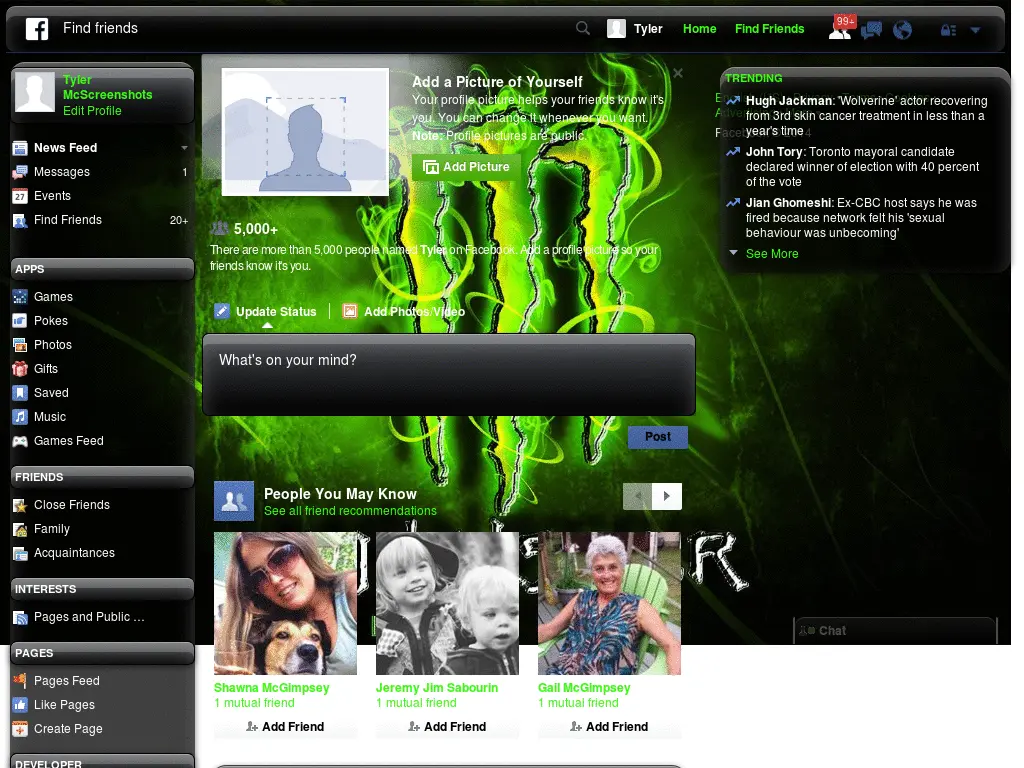 Find friends
Tyler
Home
Find Friends
99+
Tyler
McScreenshots
Edit Profile
News Feed
Messages
1
27
Events
Find Friends
20+
APPS
Games
Pokes
Photos
Gifts
Saved
Music
Games Feed
FRIENDS
Close Friends
Family
Acquaintances
INTERESTS
Pages and Public ...
PAGES
Pages Feed
Like Pages
Create Page
DEVELOPER
Add a Picture of Yourself
Your profile picture helps your friends know it's
you. You can change it whenever you want.
Note: Profile pictures are public.
Add Picture
5,000+
There are more than 5,000 people named Tyler on Facebook. Add a profile picture so your
friends know it's you.
Update Status
Add Photos/Video
What's on your mind?
Post
People You May Know
See all friend recommendations
Shawna McGimpsey
1 mutual friend
Add Friend
Jeremy Jim Sabourin
1 mutual friend
Add Friend
Gail McGimpsey
1 mutual friend
Add Friend
TRENDING
Hugh Jackman: 'Wolverine' actor recovering
from 3rd skin cancer treatment in less than a
year's time
John Tory: Toronto mayoral candidate
declared winner of election with 40 percent
of the vote
Jian Ghomeshi: Ex-CBC host says he was
fired because network felt his 'sexual
behaviour was unbecoming'
See More
Chat